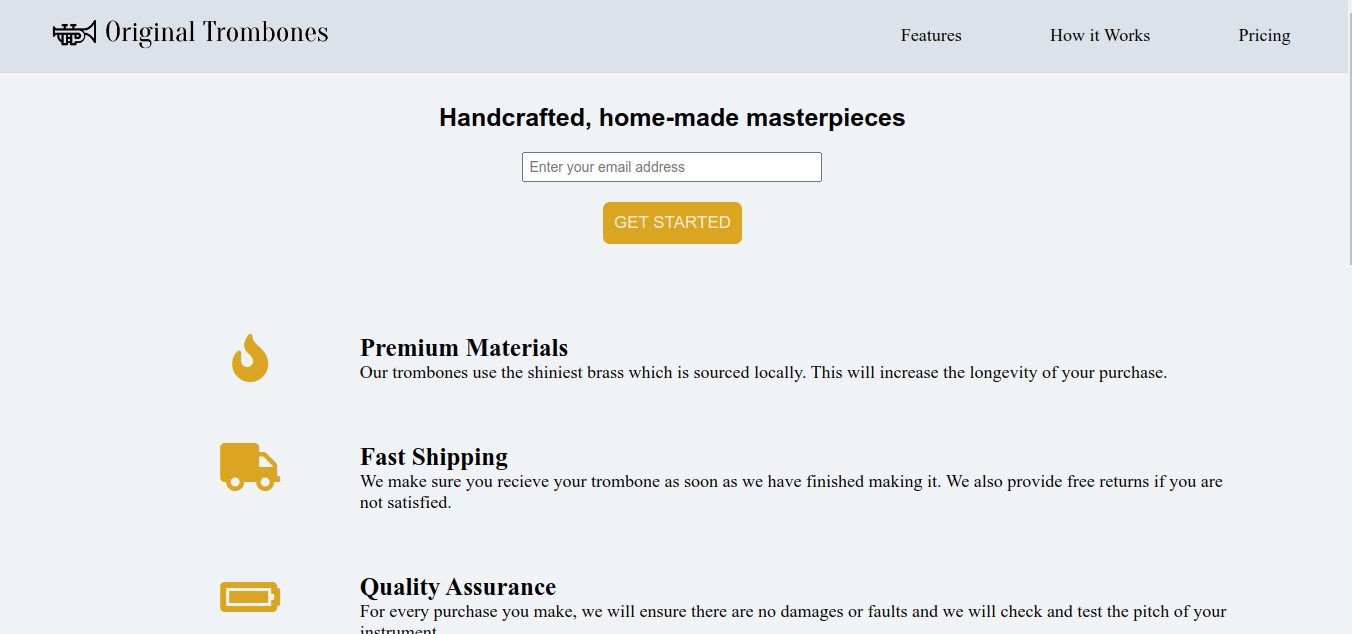 Original Trombones
Features
How it Works
Pricing
Handcrafted, home-made masterpieces
Enter your email address
GET STARTED
Premium Materials
Our trombones use the shiniest brass which is sourced locally. This will increase the longevity of your purchase.
Fast Shipping
We make sure you recieve your trombone as soon as we have finished making it. We also provide free returns if you are
not satisfied.
Quality Assurance
For every purchase you make, we will ensure there are no damages or faults and we will check and test the pitch of your
instrument.